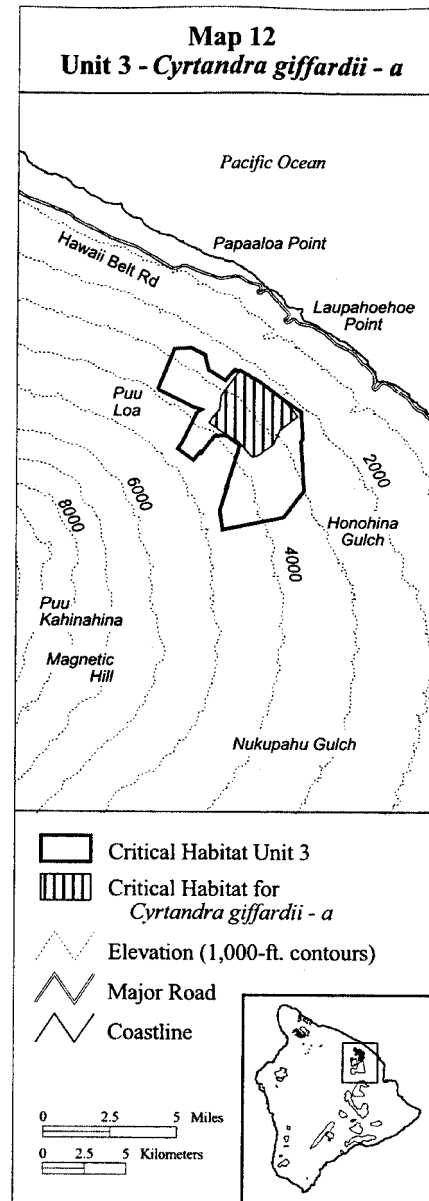 Map 12
Unit 3 - Cyrtandra giffardii - a
Pacific Ocean
Papaaloa Point
Hawaii Belt Rd
Laupahoehoe
Point
Puu
Loa
2000
6000
8000
Honohina
Gulch
4000
Puu
Kahinahina
Magnetic
Hill
Nukupahu Gulch
Critical Habitat Unit 3
Critical Habitat for
Cyrtandra giffardii - a
Elevation (1,000-ft. contours)
Major Road
Coastline
0 2.5 5 Miles
0 2.5 5 Kilometers